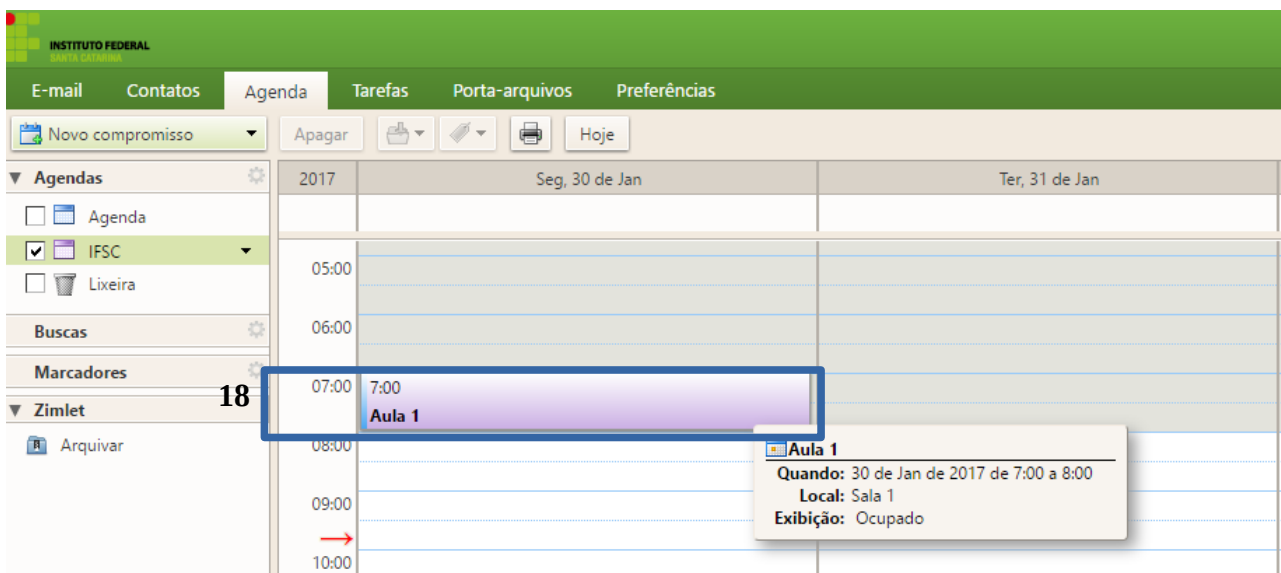 INSTITUTO FEDERAL
SANTA CATARINA
E-mail Contatos Agenda Tarefas Porta-arquivos Preferências
Novo compromisso Apagar Hoje
Agendas
Agenda
IFSC
Lixeira
Buscas
Marcadores
Zimlet
Arquivar
18
2017 Seg, 30 de Jan Ter, 31 de Jan
05:00
06:00
07:00 7:00
Aula 1
08:00
09:00
10:00
Aula 1
Quando: 30 de Jan de 2017 de 7:00 a 8:00
Local: Sala 1
Exibição: Ocupado